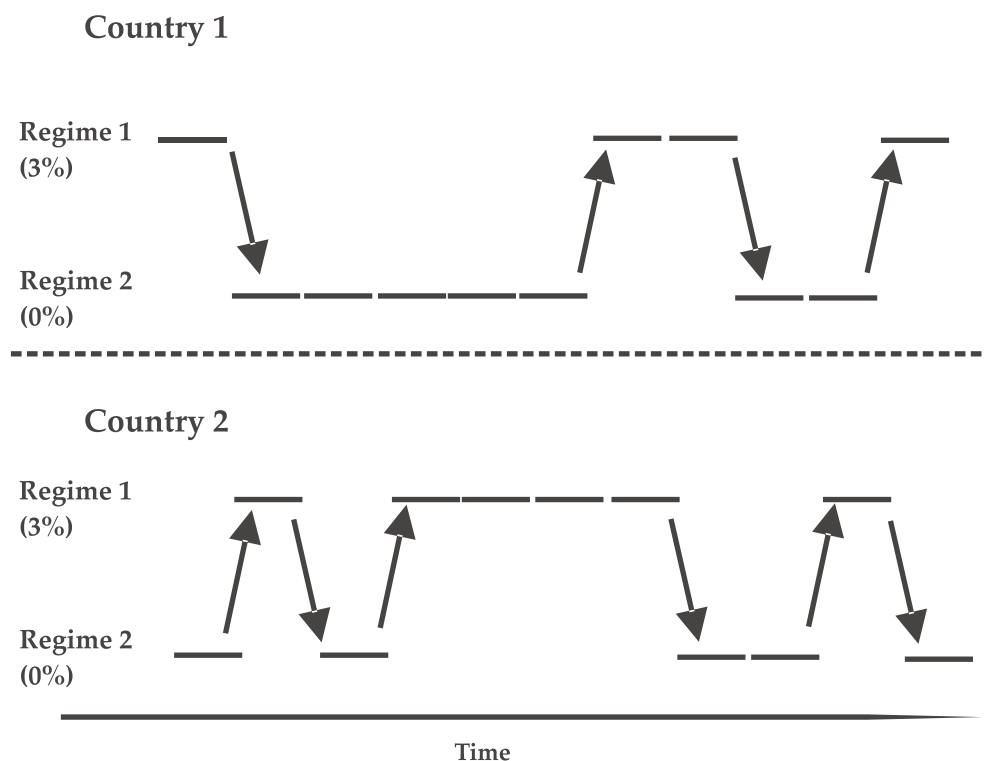 Country 1
Regime 1
(3%)
Regime 2
(0%)
Country 2
Regime 1
(3%)
Regime 2
(0%)
Time